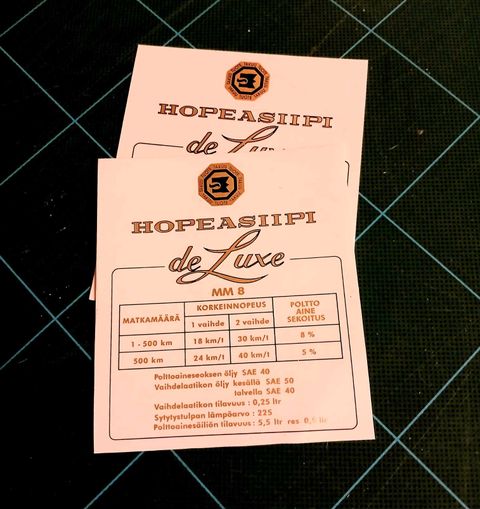 HOPEASIIPI
de Luxe
HOPEASIIPI
de Luxe
MM 8
MATKAMÄÄRÄ KORKEINNOPEUS POLTTO AINE SEKOITUS
1 vaihde 2 vaihde
1 - 500 km 18 km/t 30 km/t 8 %
500 km 24 km/t 40 km/t 5 %
Polttoaineseoksen öljy SAE 40
Vaihdelaatikon öljy kesällä SAE 50
talvella SAE 40
Vaihdelaatikon tilavuus : 0,25 ltr
Sytytystulpan lämpöarvo : 225
Polttoainesäiliön tilavuus : 5,5 ltr res